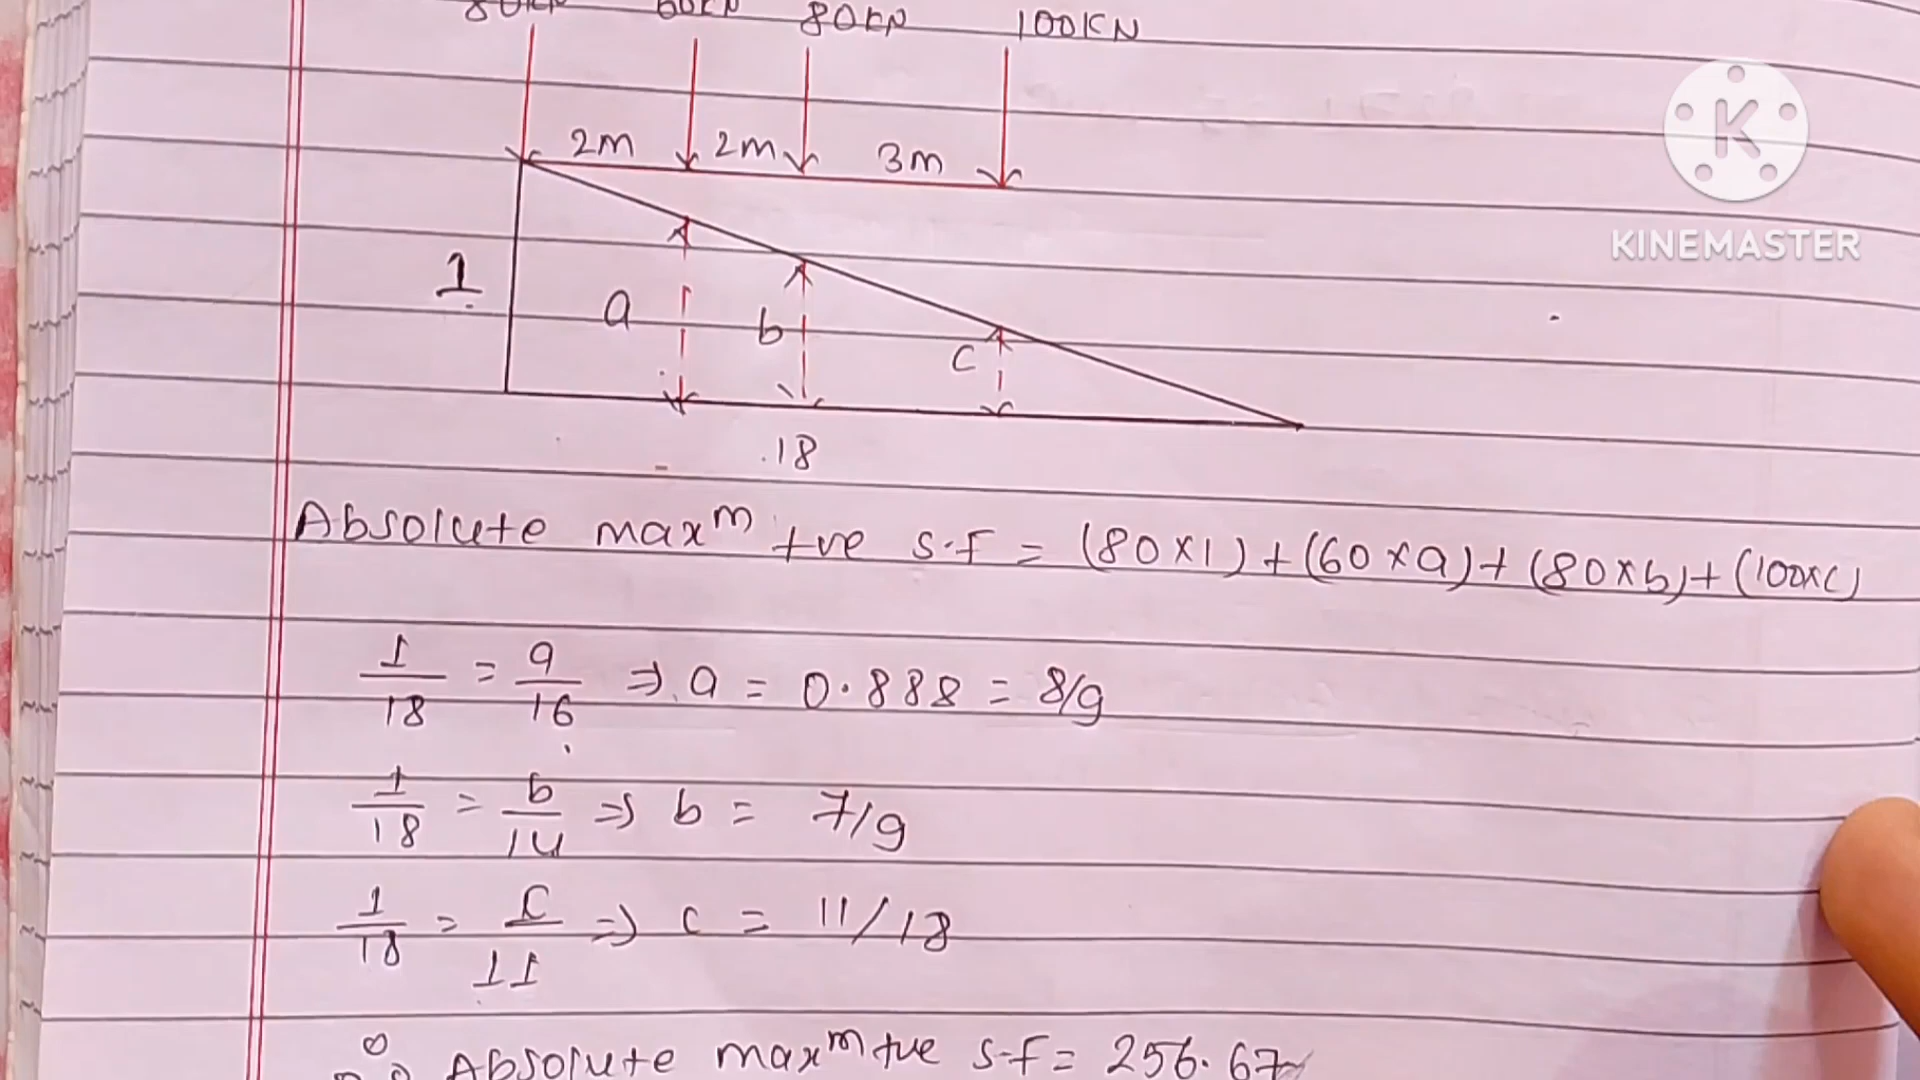 80KN 60KN 80KN 100KN
2m 2m 3m
K
KINEMASTER
1 a b c
18
Absolute maxᵐ +ve S.F = (80×1)+(60×a)+(80×b)+(100×c)
1/18 = a/16 ⇒ a = 0.888 = 8/9
1/18 = b/14 ⇒ b = 7/9
1/18 = c/11 ⇒ c = 11/18
Absolute maxᵐ +ve S.F = 256.67